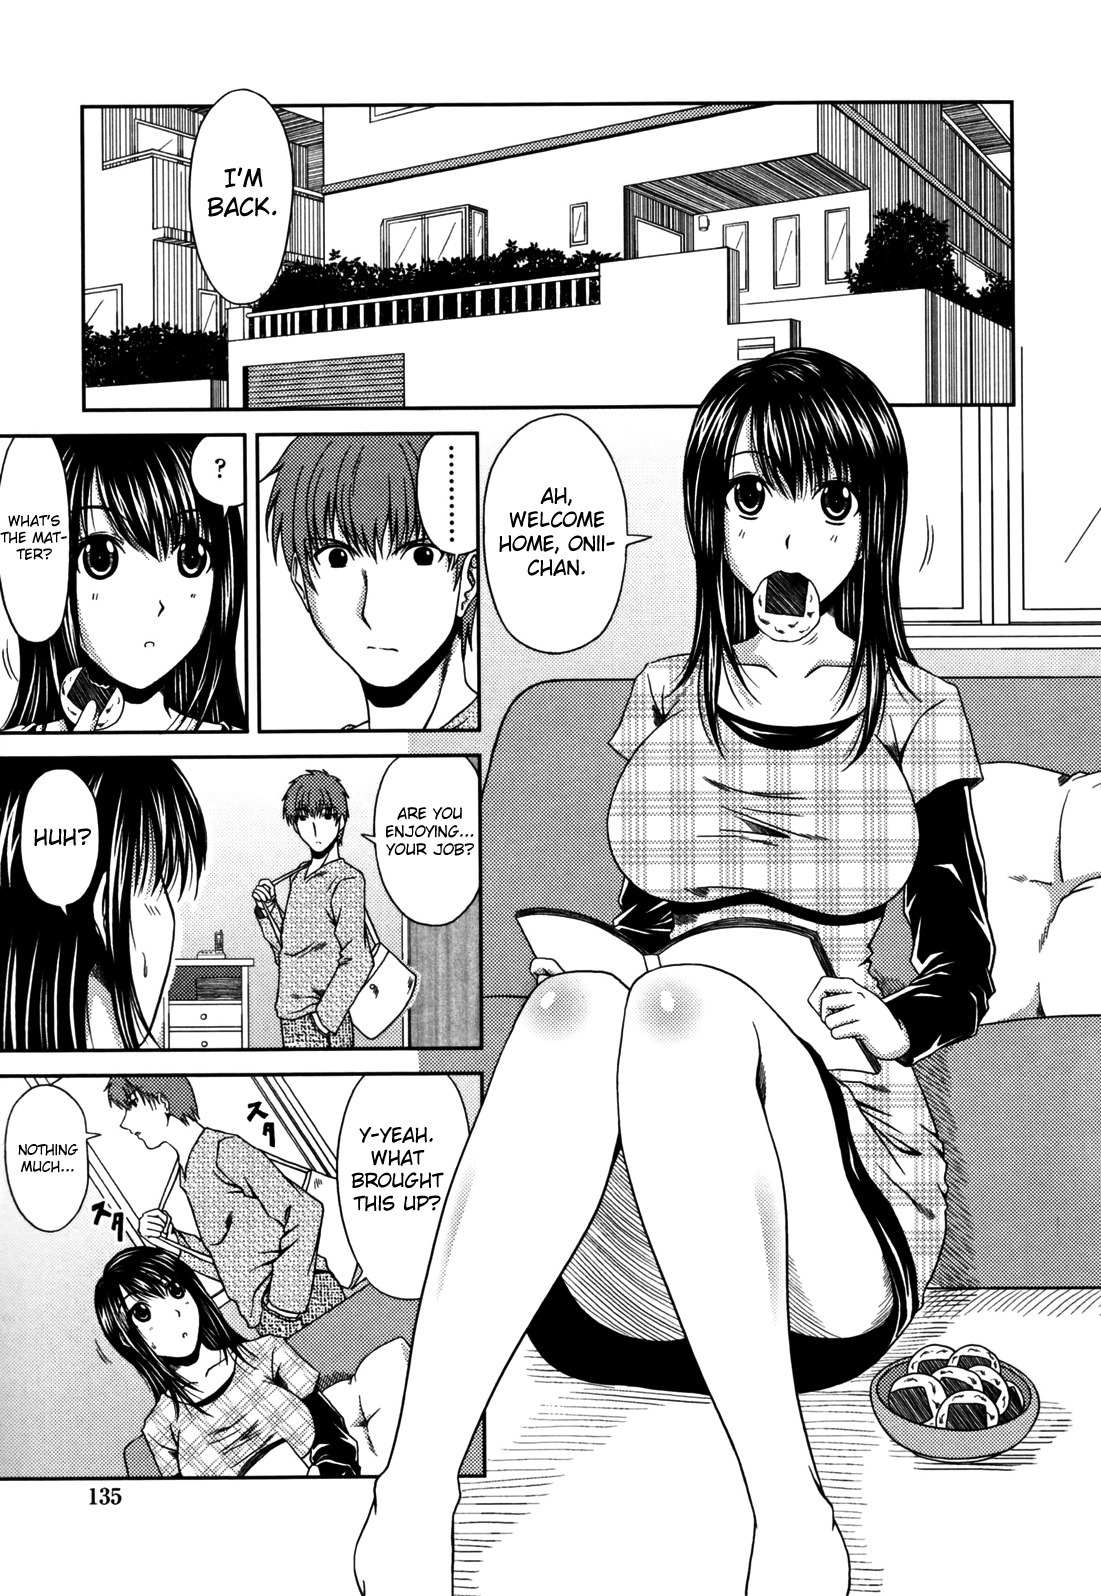 I'M
BACK.
AH,
WELCOME
HOME, ONII-
CHAN.
?
WHAT'S
THE MAT-
TER?
ARE YOU
ENJOYING...
YOUR JOB?
HUH?
Y-YEAH.
WHAT
BROUGHT
THIS UP?
NOTHING
MUCH...
スタ
スタ
135